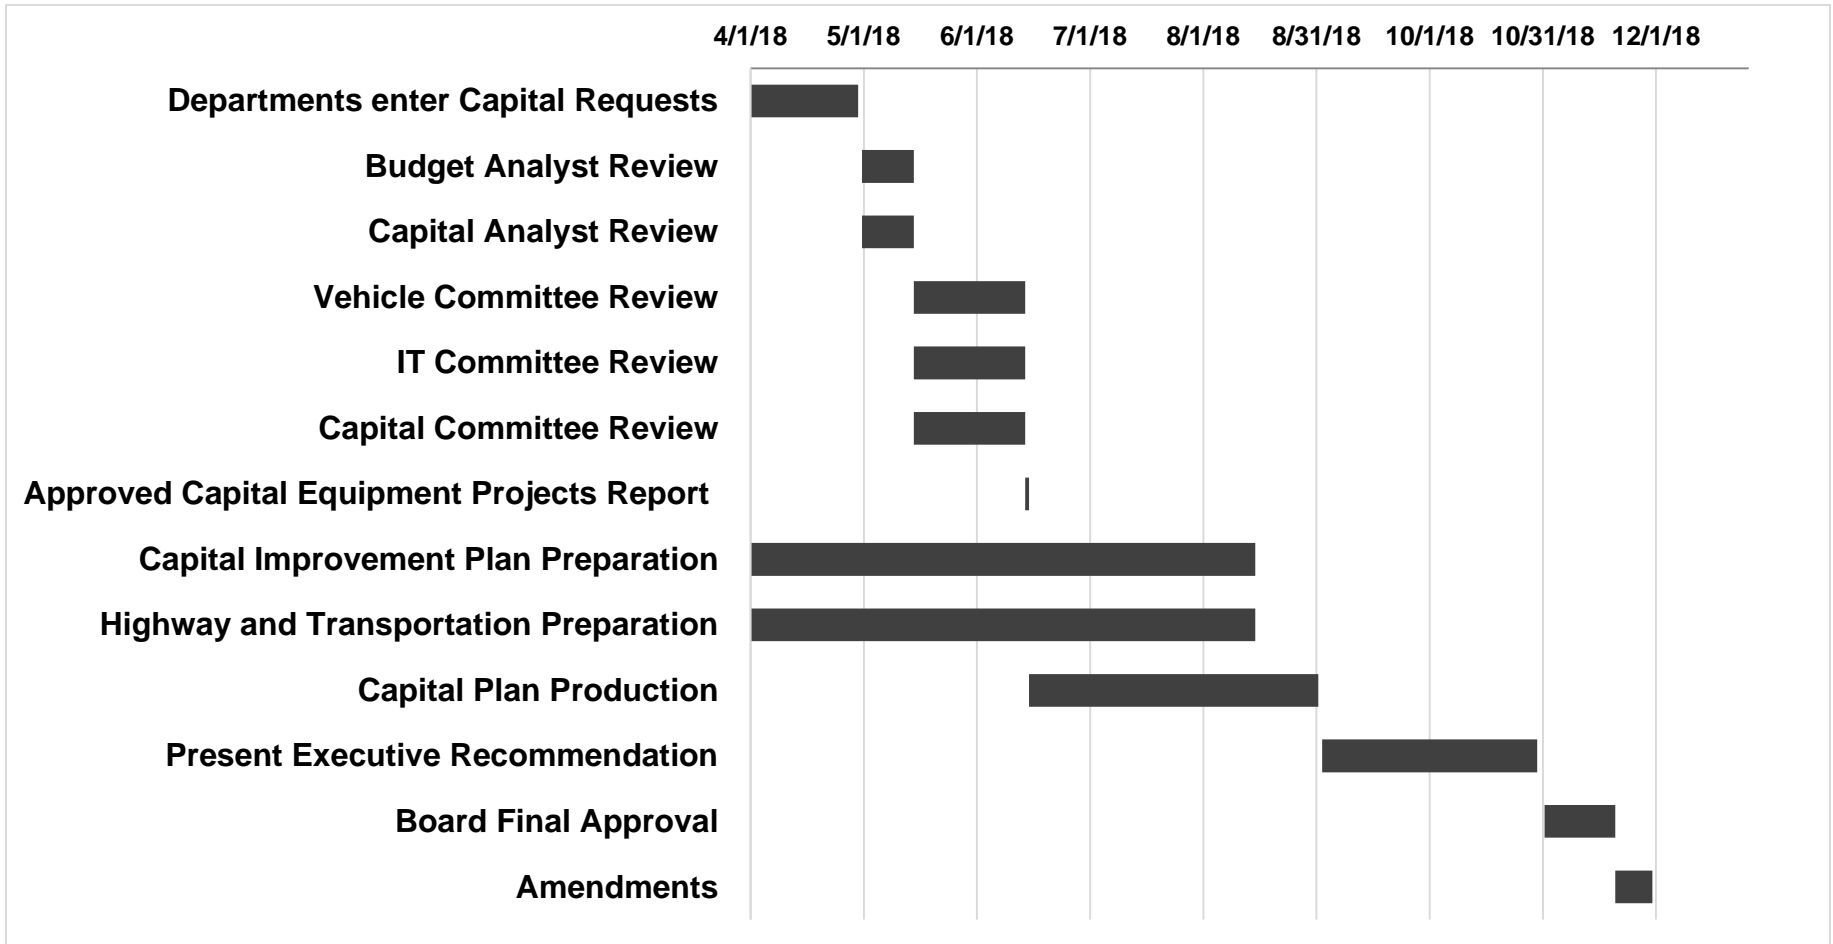 4/1/18 5/1/18 6/1/18 7/1/18 8/1/18 8/31/18 10/1/18 10/31/18 12/1/18
Departments enter Capital Requests
Budget Analyst Review
Capital Analyst Review
Vehicle Committee Review
IT Committee Review
Capital Committee Review
Approved Capital Equipment Projects Report
Capital Improvement Plan Preparation
Highway and Transportation Preparation
Capital Plan Production
Present Executive Recommendation
Board Final Approval
Amendments